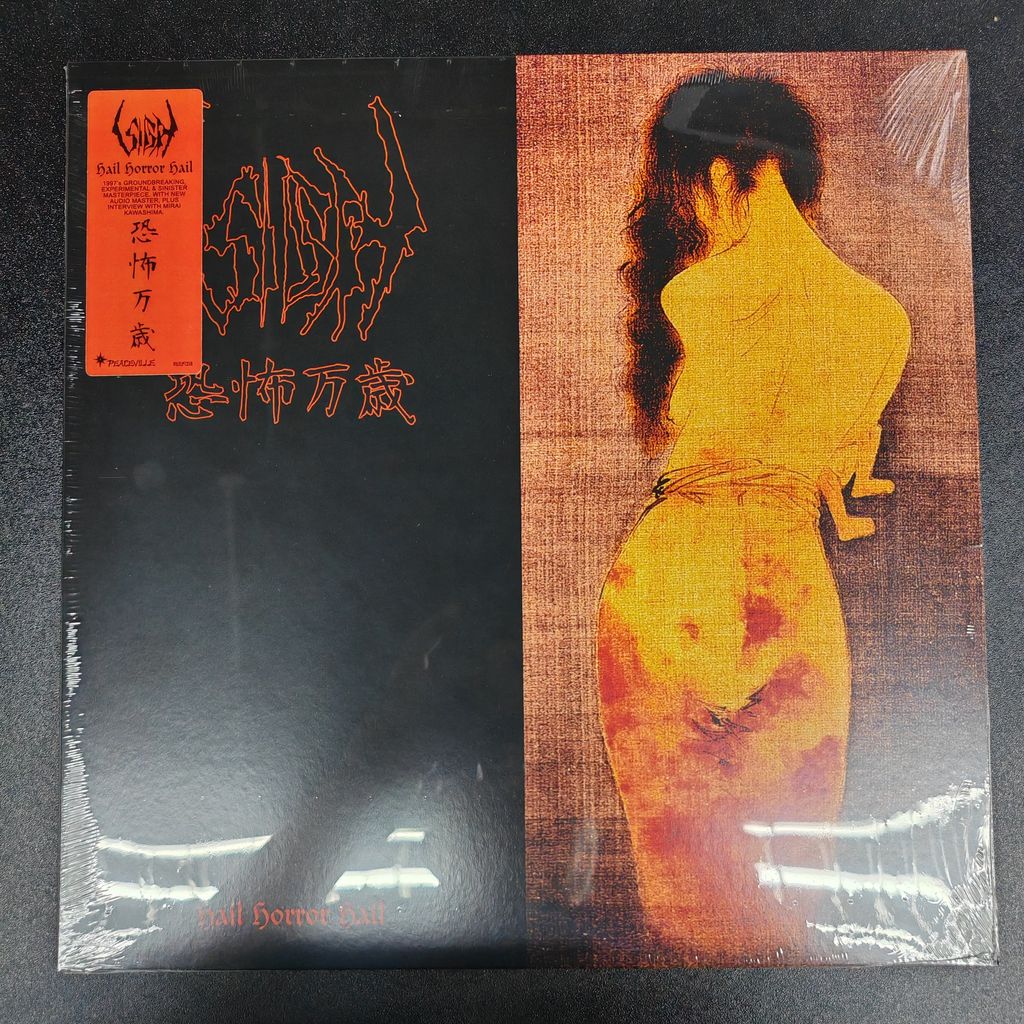 SIGH
Hail Horror Hail
1997's GROUNDBREAKING,
EXPERIMENTAL & SINISTER
MASTERPIECE, WITH NEW
AUDIO MASTER, PLUS
INTERVIEW WITH MIRAI
KAWASHIMA.
恐
怖
万
歳
PEACEVILLE
SIGH
恐怖万歳
Hail Horror Hail